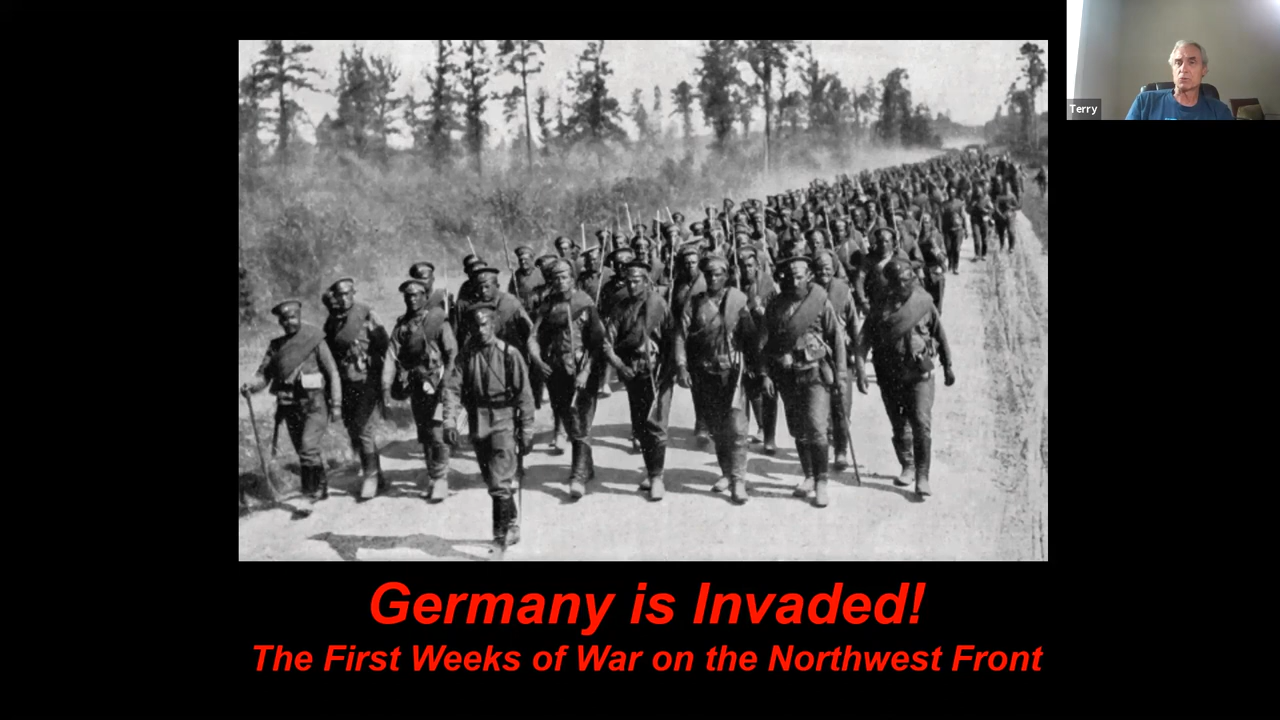 Terry
Germany is Invaded!
The First Weeks of War on the Northwest Front